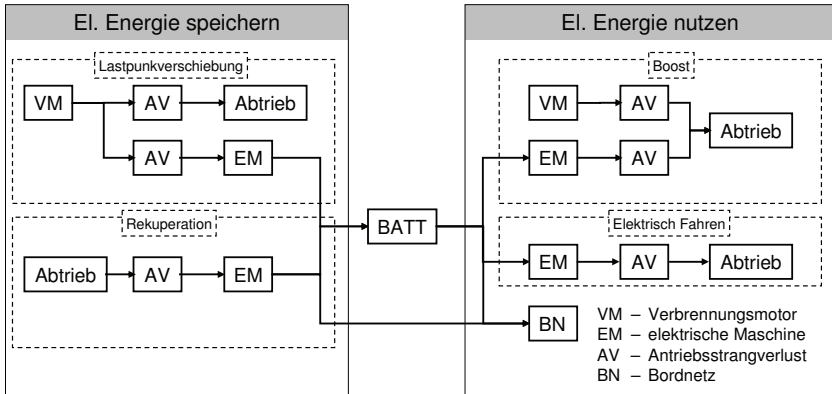 El. Energie speichern
Lastpunkverschiebung
VM AV Abtrieb
AV EM
Rekuperation
Abtrieb AV EM
BATT
El. Energie nutzen
Boost
VM AV
Abtrieb
EM AV
Elektrisch Fahren
EM AV Abtrieb
BN
VM – Verbrennungsmotor
EM – elektrische Maschine
AV – Antriebsstrangverlust
BN – Bordnetz